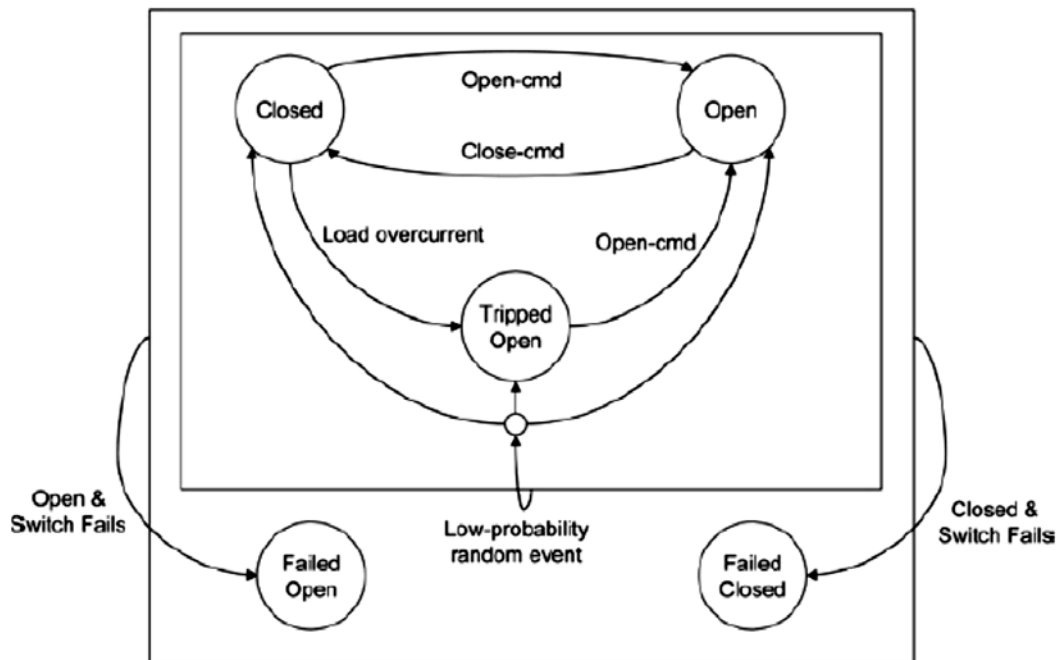 Open-cmd
Closed
Open
Close-cmd
Load overcurrent
Open-cmd
Tripped
Open
Open &
Switch Fails
Low-probability
random event
Closed &
Switch Fails
Failed
Open
Failed
Closed